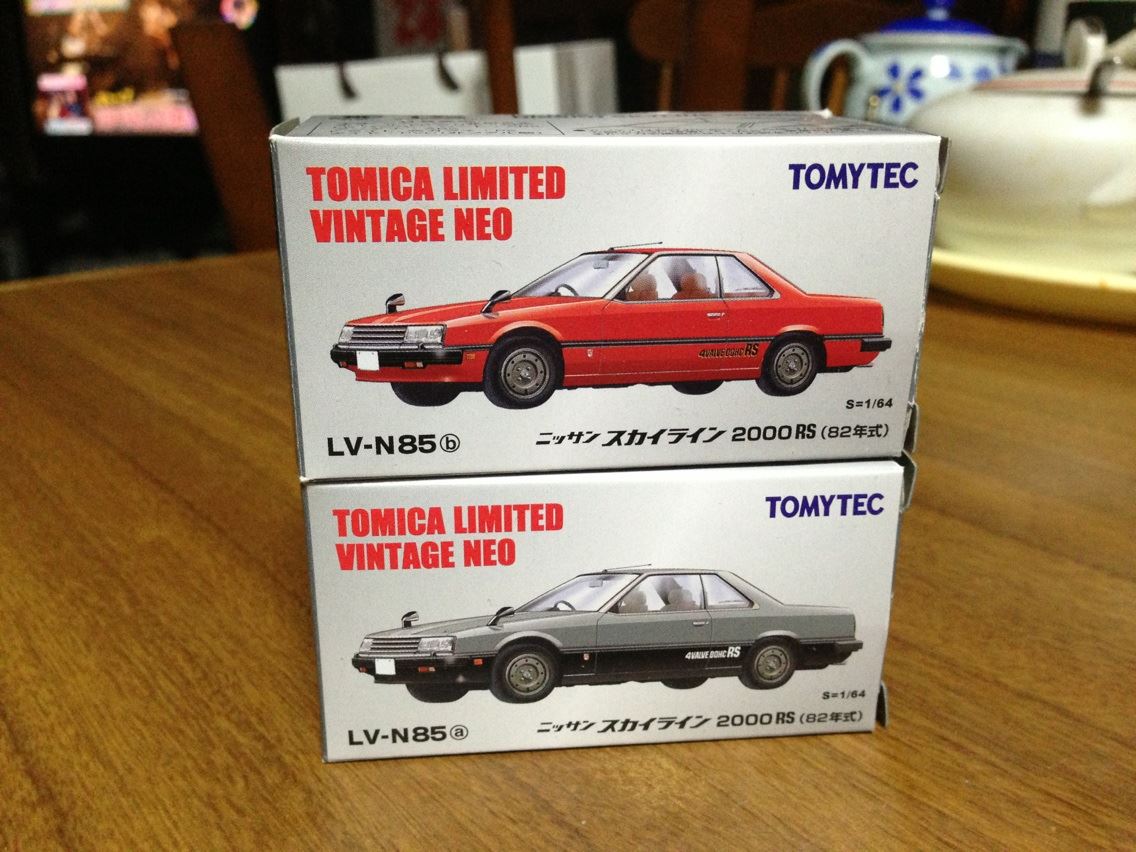 TOMICA LIMITED
VINTAGE NEO
TOMYTEC
4VALVE DOHC RS
S=1/64
LV-N85ⓑ
ニッサン スカイライン 2000RS (82年式)
TOMICA LIMITED
VINTAGE NEO
TOMYTEC
4VALVE DOHC RS
S=1/64
LV-N85ⓐ
ニッサン スカイライン 2000RS (82年式)